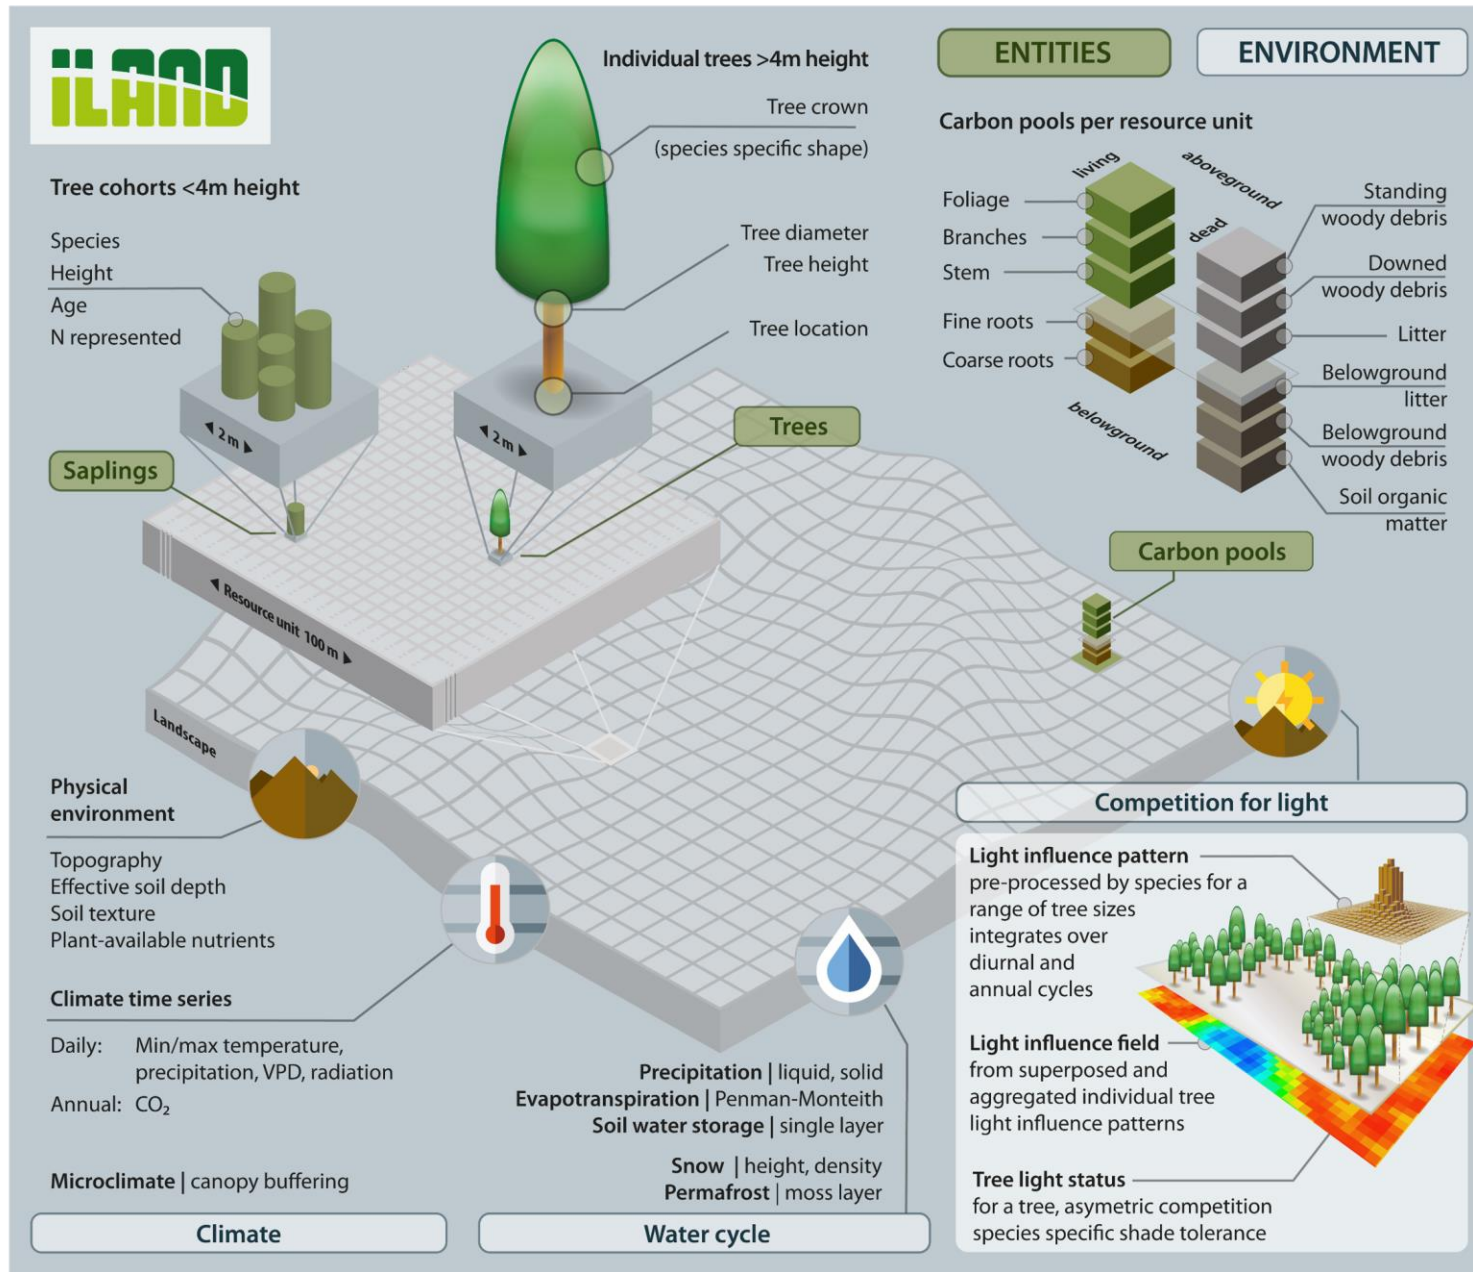 iLAND
Individual trees >4m height
Tree crown
(species specific shape)
Tree diameter
Tree height
Tree location
Tree cohorts <4m height
Species
Height
Age
N represented
◄ 2 m ►
◄ 2 m ►
Saplings
Trees
◄ Resource unit 100 m ►
Landscape
ENTITIES
ENVIRONMENT
Carbon pools per resource unit
living
aboveground
dead
belowground
Foliage
Branches
Stem
Fine roots
Coarse roots
Standing
woody debris
Downed
woody debris
Litter
Belowground
litter
Belowground
woody debris
Soil organic
matter
Carbon pools
Physical
environment
Topography
Effective soil depth
Soil texture
Plant-available nutrients
Climate time series
Daily: Min/max temperature,
precipitation, VPD, radiation
Annual: CO₂
Microclimate | canopy buffering
Climate
Precipitation | liquid, solid
Evapotranspiration | Penman-Monteith
Soil water storage | single layer
Snow | height, density
Permafrost | moss layer
Water cycle
Competition for light
Light influence pattern
pre-processed by species for a
range of tree sizes
integrates over
diurnal and
annual cycles
Light influence field
from superposed and
aggregated individual tree
light influence patterns
Tree light status
for a tree, asymetric competition
species specific shade tolerance